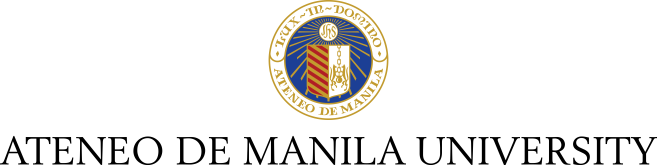 LUX~IN~DOMINO
IHS
ATENEO DE MANILA
ATENEO DE MANILA UNIVERSITY